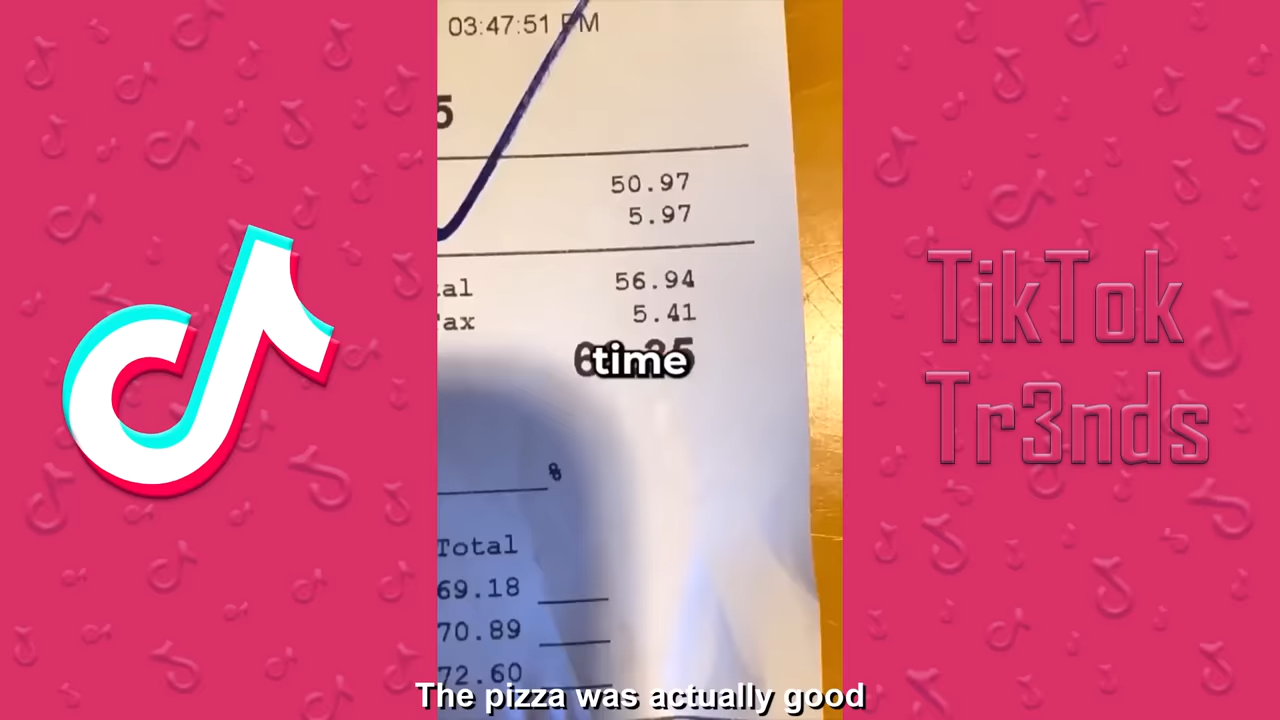 03:47:51 PM
5
50.97
5.97
al 56.94
ax 5.41
time
%
Total
69.18
70.89
72.60
The pizza was actually good
TikTok
Tr3nds